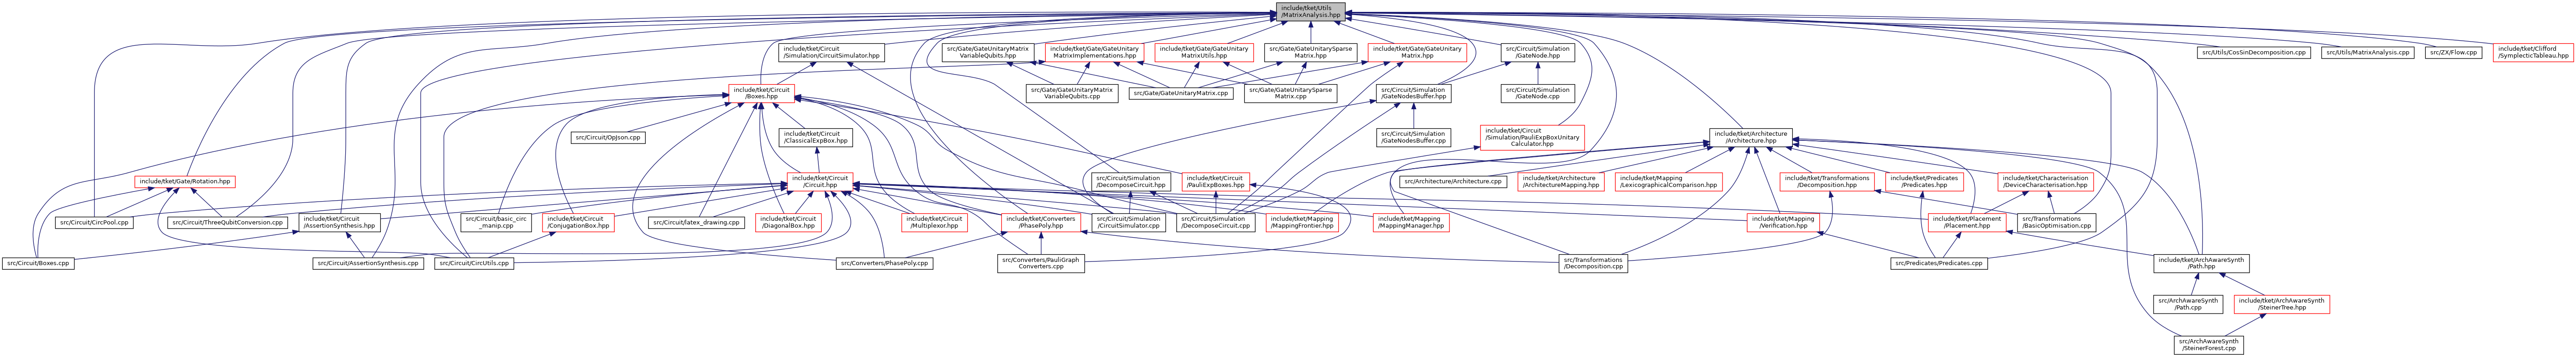 include/tket/Utils
/MatrixAnalysis.hpp
include/tket/Circuit
/Simulation/CircuitSimulator.hpp
src/Gate/GateUnitaryMatrix
VariableQubits.hpp
include/tket/Gate/GateUnitary
MatrixImplementations.hpp
include/tket/Gate/GateUnitary
MatrixUtils.hpp
src/Gate/GateUnitarySparse
Matrix.hpp
include/tket/Gate/GateUnitary
Matrix.hpp
src/Circuit/Simulation
/GateNode.hpp
src/Utils/CosSinDecomposition.cpp
src/Utils/MatrixAnalysis.cpp
src/ZX/Flow.cpp
include/tket/Clifford
/SymplecticTableau.hpp
include/tket/Circuit
/Boxes.hpp
src/Gate/GateUnitaryMatrix
VariableQubits.cpp
src/Gate/GateUnitaryMatrix.cpp
src/Gate/GateUnitarySparse
Matrix.cpp
src/Circuit/Simulation
/GateNodesBuffer.hpp
src/Circuit/Simulation
/GateNode.cpp
src/Circuit/OpJson.cpp
include/tket/Circuit
/ClassicalExpBox.hpp
src/Circuit/Simulation
/GateNodesBuffer.cpp
include/tket/Circuit
/Simulation/PauliExpBoxUnitary
Calculator.hpp
include/tket/Architecture
/Architecture.hpp
include/tket/Gate/Rotation.hpp
include/tket/Circuit
/Circuit.hpp
src/Circuit/Simulation
/DecomposeCircuit.hpp
include/tket/Circuit
/PauliExpBoxes.hpp
src/Architecture/Architecture.cpp
include/tket/Architecture
/ArchitectureMapping.hpp
include/tket/Mapping
/LexicographicalComparison.hpp
include/tket/Transformations
/Decomposition.hpp
include/tket/Predicates
/Predicates.hpp
include/tket/Characterisation
/DeviceCharacterisation.hpp
src/Circuit/CircPool.cpp
src/Circuit/ThreeQubitConversion.cpp
include/tket/Circuit
/AssertionSynthesis.hpp
src/Circuit/basic_circ
_manip.cpp
include/tket/Circuit
/ConjugationBox.hpp
src/Circuit/latex_drawing.cpp
include/tket/Circuit
/DiagonalBox.hpp
include/tket/Circuit
/Multiplexor.hpp
include/tket/Converters
/PhasePoly.hpp
src/Circuit/Simulation
/CircuitSimulator.cpp
src/Circuit/Simulation
/DecomposeCircuit.cpp
include/tket/Mapping
/MappingFrontier.hpp
include/tket/Mapping
/MappingManager.hpp
include/tket/Mapping
/Verification.hpp
include/tket/Placement
/Placement.hpp
src/Transformations
/BasicOptimisation.cpp
src/Circuit/Boxes.cpp
src/Circuit/AssertionSynthesis.cpp
src/Circuit/CircUtils.cpp
src/Converters/PhasePoly.cpp
src/Converters/PauliGraph
Converters.cpp
src/Transformations
/Decomposition.cpp
src/Predicates/Predicates.cpp
include/tket/ArchAwareSynth
/Path.hpp
src/ArchAwareSynth
/Path.cpp
include/tket/ArchAwareSynth
/SteinerTree.hpp
src/ArchAwareSynth
/SteinerForest.cpp